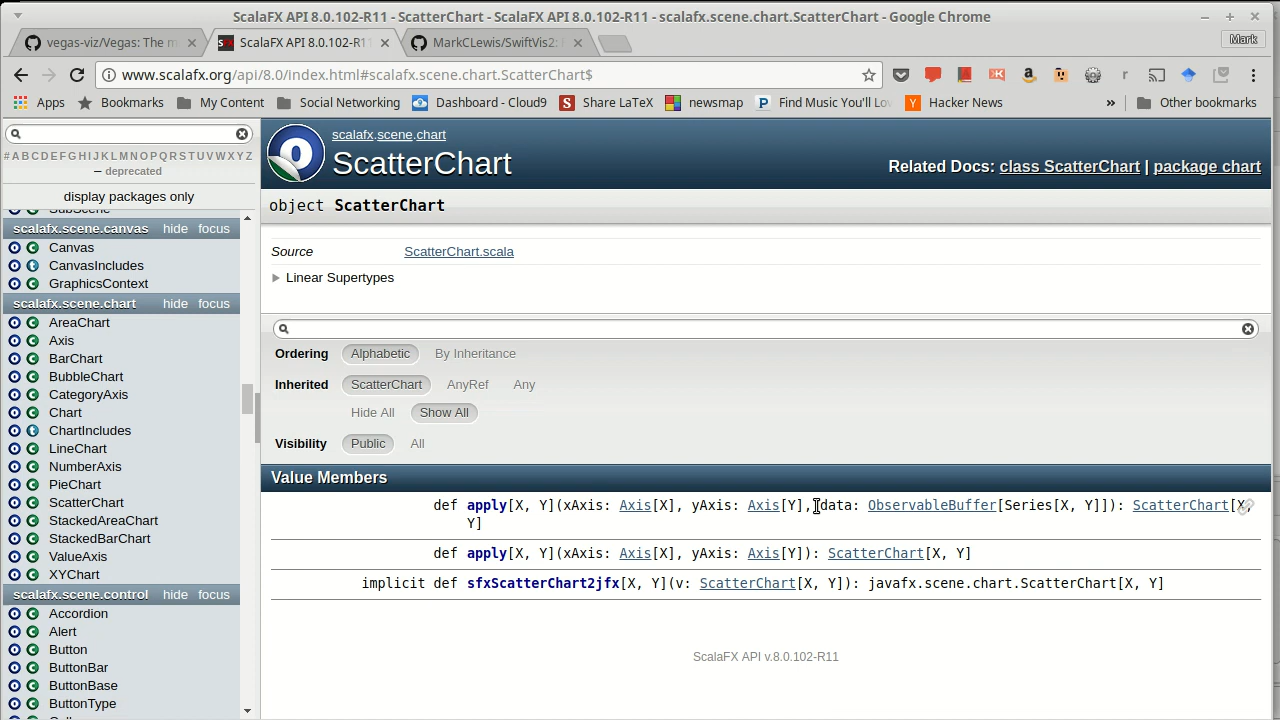 ScalaFX API 8.0.102-R11 - ScatterChart - ScalaFX API 8.0.102-R11 - scalafx.scene.chart.ScatterChart - Google Chrome
vegas-viz/Vegas: The m
ScalaFX API 8.0.102-R11
MarkCLewis/SwiftVis2:
Mark
www.scalafx.org/api/8.0/index.html#scalafx.scene.chart.ScatterChart$
Apps
Bookmarks
My Content
Social Networking
Dashboard - Cloud9
Share LaTeX
newsmap
Find Music You'll Lo
Hacker News
»
Other bookmarks
#ABCDEFGHIJKLMNOPQRSTUVWXYZ
– deprecated
display packages only
SubScene
scalafx.scene.canvas hide focus
Canvas
CanvasIncludes
GraphicsContext
scalafx.scene.chart hide focus
AreaChart
Axis
BarChart
BubbleChart
CategoryAxis
Chart
ChartIncludes
LineChart
NumberAxis
PieChart
ScatterChart
StackedAreaChart
StackedBarChart
ValueAxis
XYChart
scalafx.scene.control hide focus
Accordion
Alert
Button
ButtonBar
ButtonBase
ButtonType
scalafx.scene.chart
ScatterChart
Related Docs: class ScatterChart | package chart
object ScatterChart
Source ScatterChart.scala
Linear Supertypes
Ordering Alphabetic By Inheritance
Inherited ScatterChart AnyRef Any
Hide All Show All
Visibility Public All
Value Members
def apply[X, Y](xAxis: Axis[X], yAxis: Axis[Y], data: ObservableBuffer[Series[X, Y]]): ScatterChart[X,
Y]
def apply[X, Y](xAxis: Axis[X], yAxis: Axis[Y]): ScatterChart[X, Y]
implicit def sfxScatterChart2jfx[X, Y](v: ScatterChart[X, Y]): javafx.scene.chart.ScatterChart[X, Y]
ScalaFX API v.8.0.102-R11